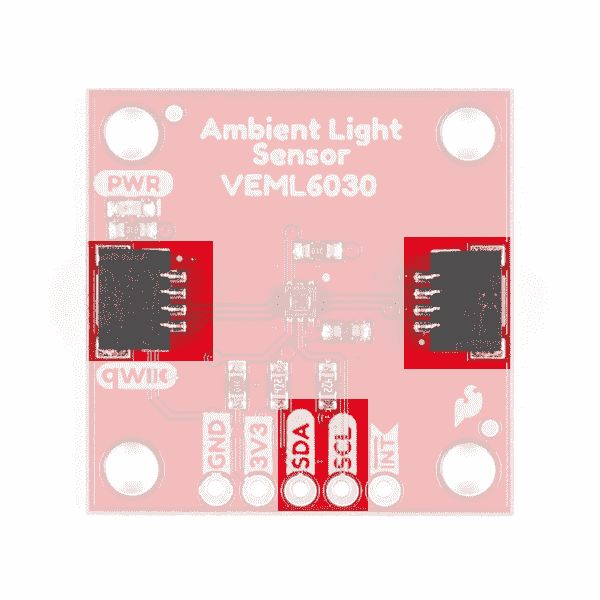 Ambient Light
Sensor
VEML6030
PWR
qwiic
GND
3V3
SDA
SCL
INT